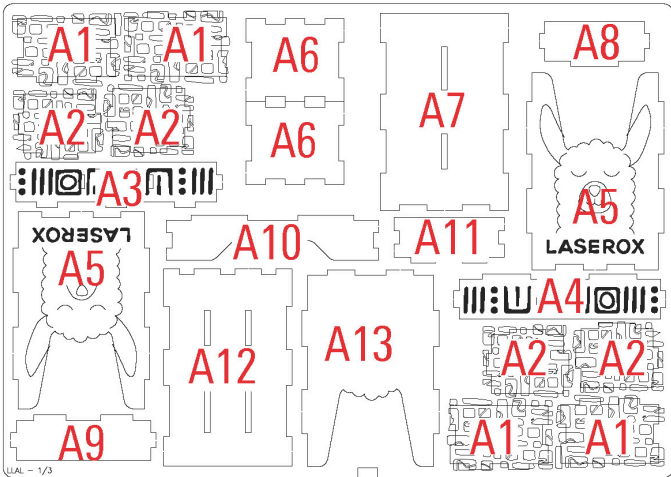 A1 A1 A6 A7 A8
A2 A2 A6
A3 A5
LASEROX
LASEROX
A5 A10 A11
A4
A12 A13 A2 A2
A9 A1 A1
LLAL - 1/3